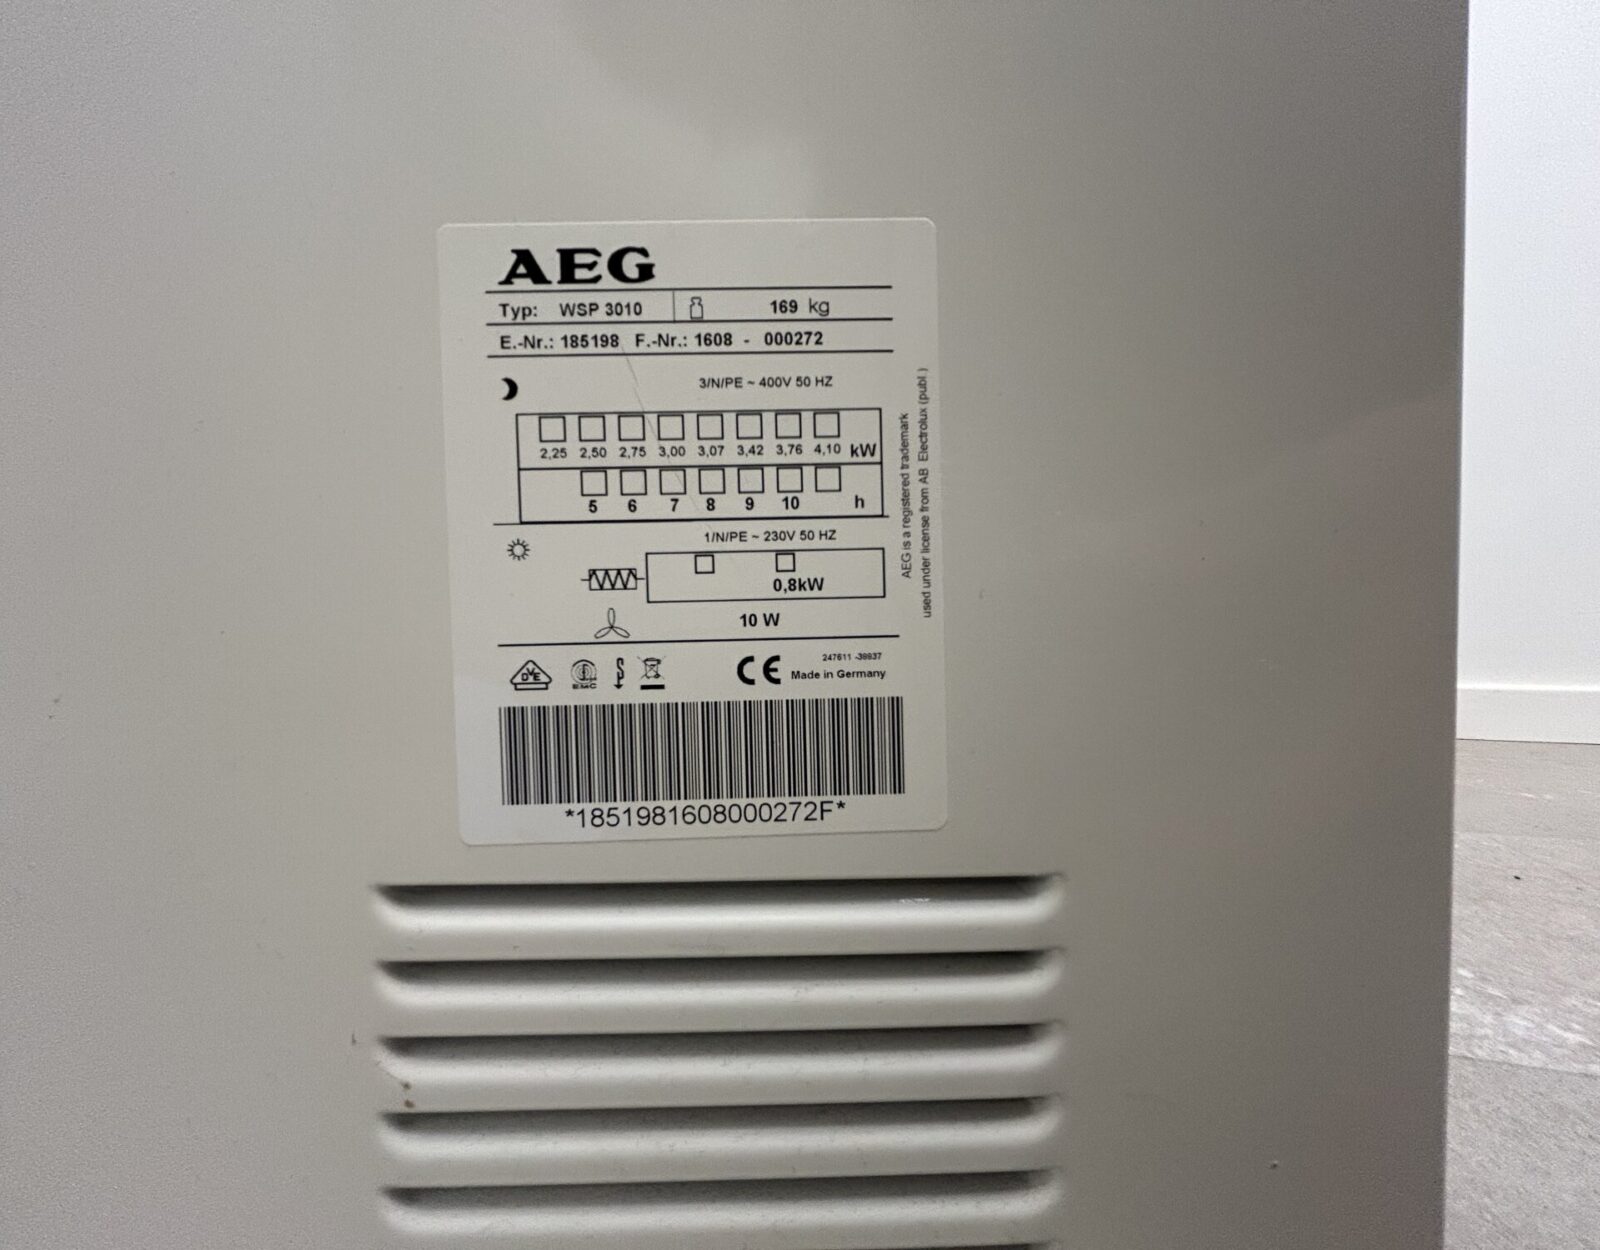 AEG
Typ: WSP 3010 169 kg
E.-Nr.: 185198 F.-Nr.: 1608 - 000272
3/N/PE ~ 400V 50 HZ
2,25 2,50 2,75 3,00 3,07 3,42 3,76 4,10 kW
5 6 7 8 9 10 h
1/N/PE ~ 230V 50 HZ
0,8kW
10 W
DVE
EMC
CE
247611 -38837
Made in Germany
*1851981608000272F*
AEG is a registered trademark
used under license from AB Electrolux (publ.)